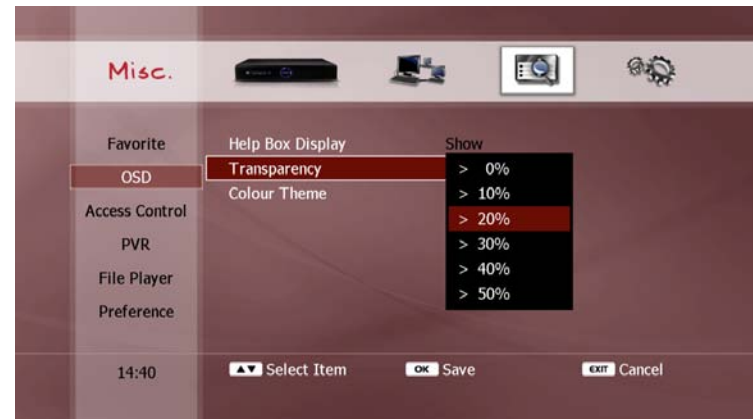 Misc.
Favorite
OSD
Access Control
PVR
File Player
Preference
14:40
Help Box Display Show
Transparency
Colour Theme
> 0%
> 10%
> 20%
> 30%
> 40%
> 50%
▲▼ Select Item OK Save EXIT Cancel